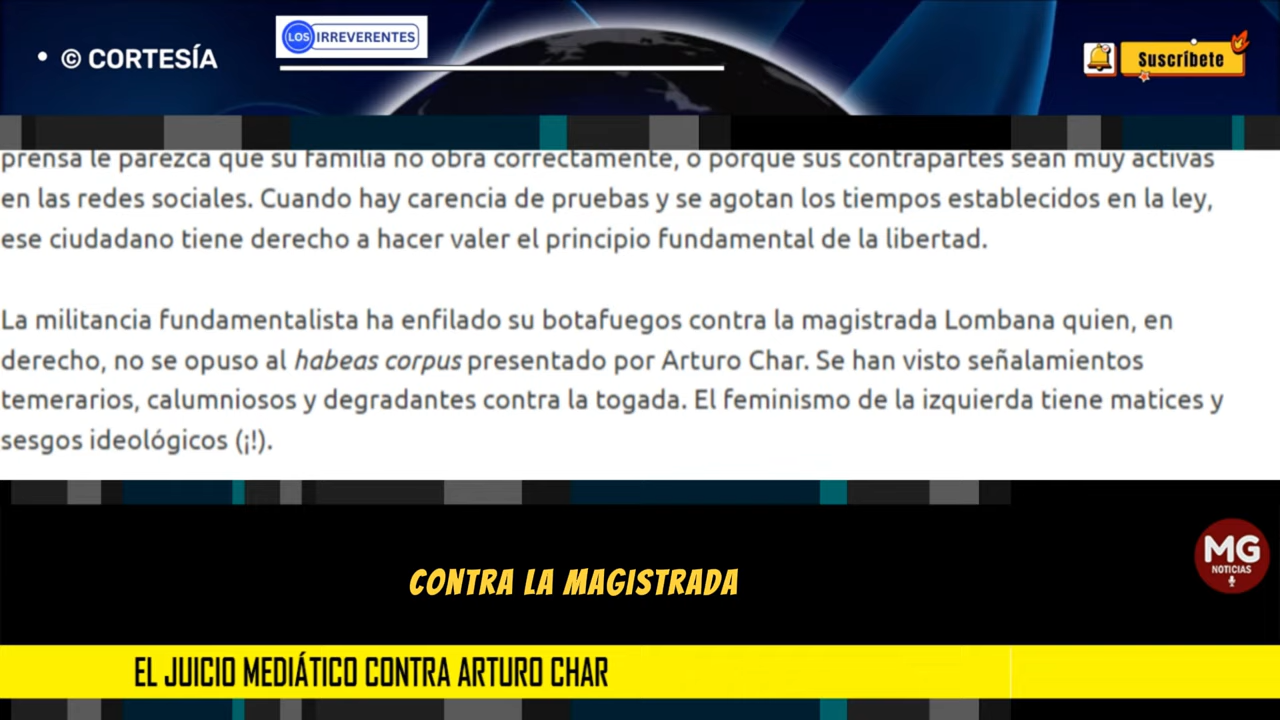 © CORTESÍA
LOS IRREVERENTES
Suscríbete
prensa le parezca que su familia no obra correctamente, o porque sus contrapartes sean muy activas
en las redes sociales. Cuando hay carencia de pruebas y se agotan los tiempos establecidos en la ley,
ese ciudadano tiene derecho a hacer valer el principio fundamental de la libertad.
La militancia fundamentalista ha enfilado su botafuegos contra la magistrada Lombana quien, en
derecho, no se opuso al habeas corpus presentado por Arturo Char. Se han visto señalamientos
temerarios, calumniosos y degradantes contra la togada. El feminismo de la izquierda tiene matices y
sesgos ideológicos (¡!).
MG
NOTICIAS
CONTRA LA MAGISTRADA
EL JUICIO MEDIÁTICO CONTRA ARTURO CHAR